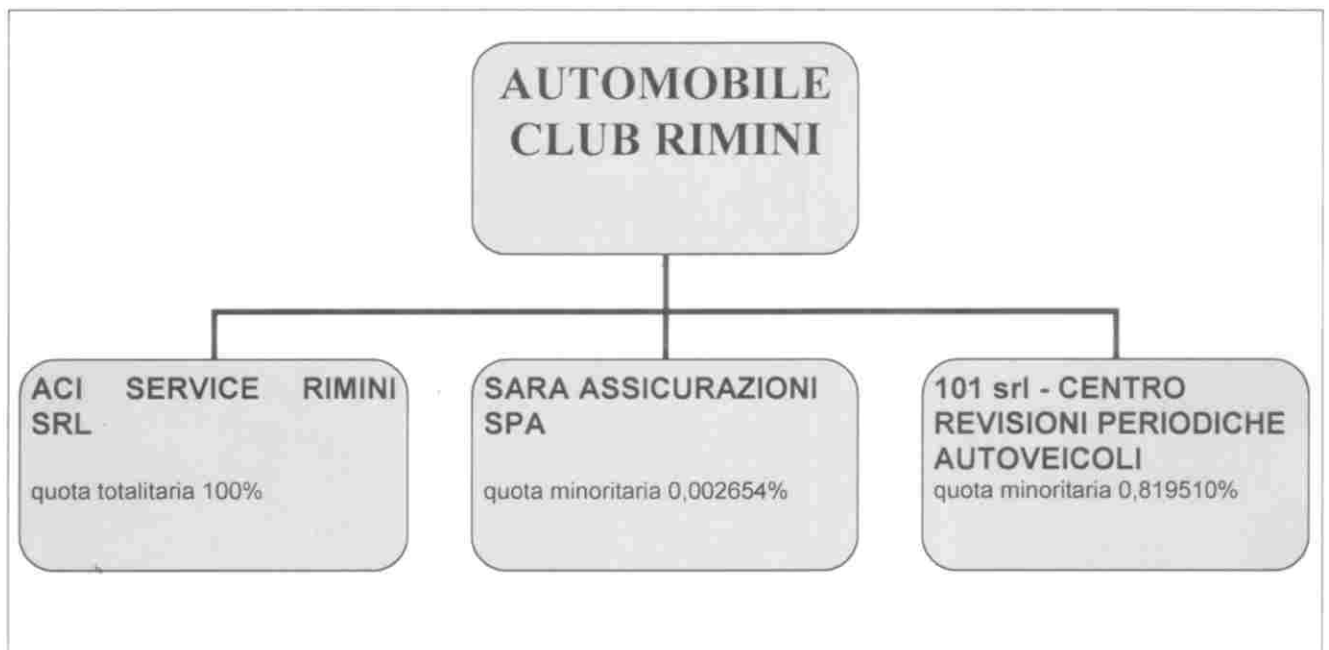 AUTOMOBILE
CLUB RIMINI
ACI SERVICE RIMINI
SRL
quota totalitaria 100%
SARA ASSICURAZIONI
SPA
quota minoritaria 0,002654%
101 srl - CENTRO
REVISIONI PERIODICHE
AUTOVEICOLI
quota minoritaria 0,819510%